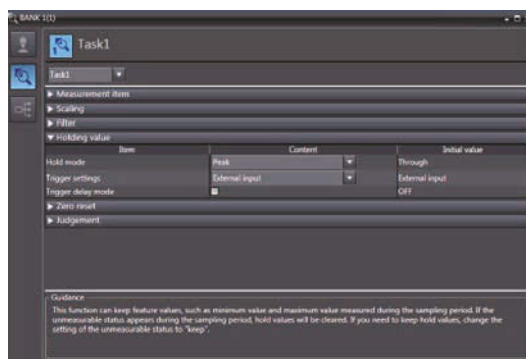 BANK 1(1)
Task1
Task1
Measurement item
Scaling
Filter
Holding value
Item Content Initial value
Hold mode Peak Through
Trigger settings External input External input
Trigger delay mode OFF
Zero reset
Judgement
Guidance
This function can keep feature values, such as minimum value and maximum value measured during the sampling period. If the
unmeasurable status appears during the sampling period, hold values will be cleared. If you need to keep hold values, change the
setting of the unmeasurable status to "keep".